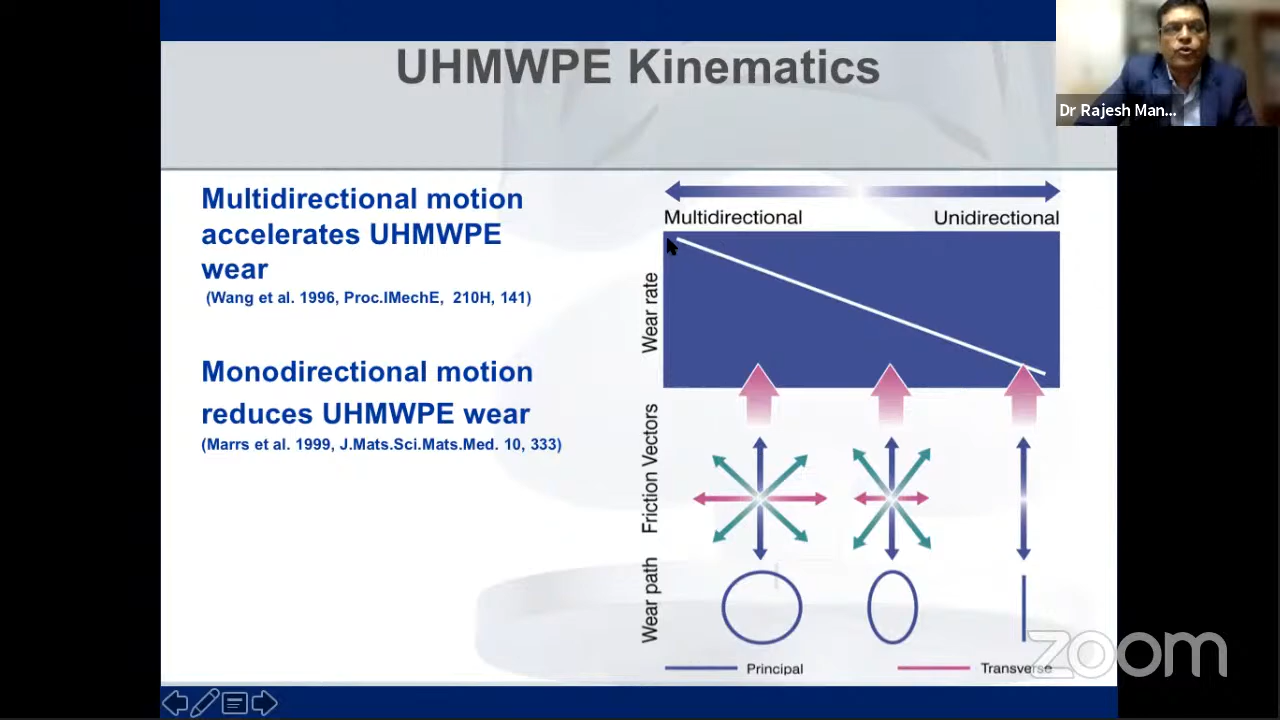 UHMWPE Kinematics
Dr Rajesh Man...
Multidirectional motion
accelerates UHMWPE
wear
(Wang et al. 1996, Proc.IMechE, 210H, 141)
Monodirectional motion
reduces UHMWPE wear
(Marrs et al. 1999, J.Mats.Sci.Mats.Med. 10, 333)
Multidirectional
Unidirectional
Wear rate
Friction Vectors
Wear path
Principal
Transverse
zoom